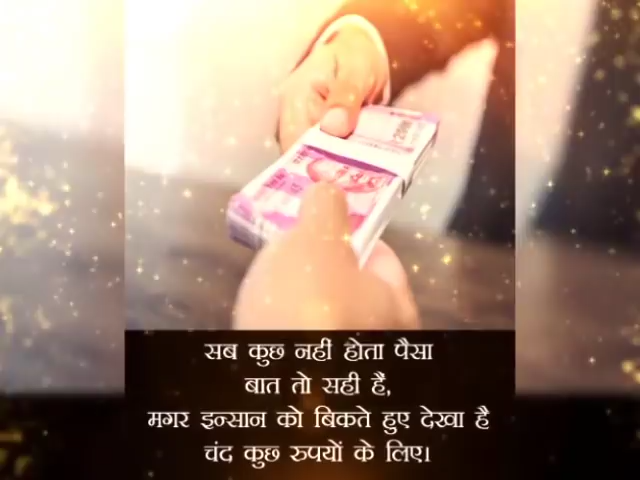 सब कुछ नहीं होता पैसा
बात तो सही हैं,
मगर इन्सान को बिकते हुए देखा है
चंद कुछ रुपयों के लिए।